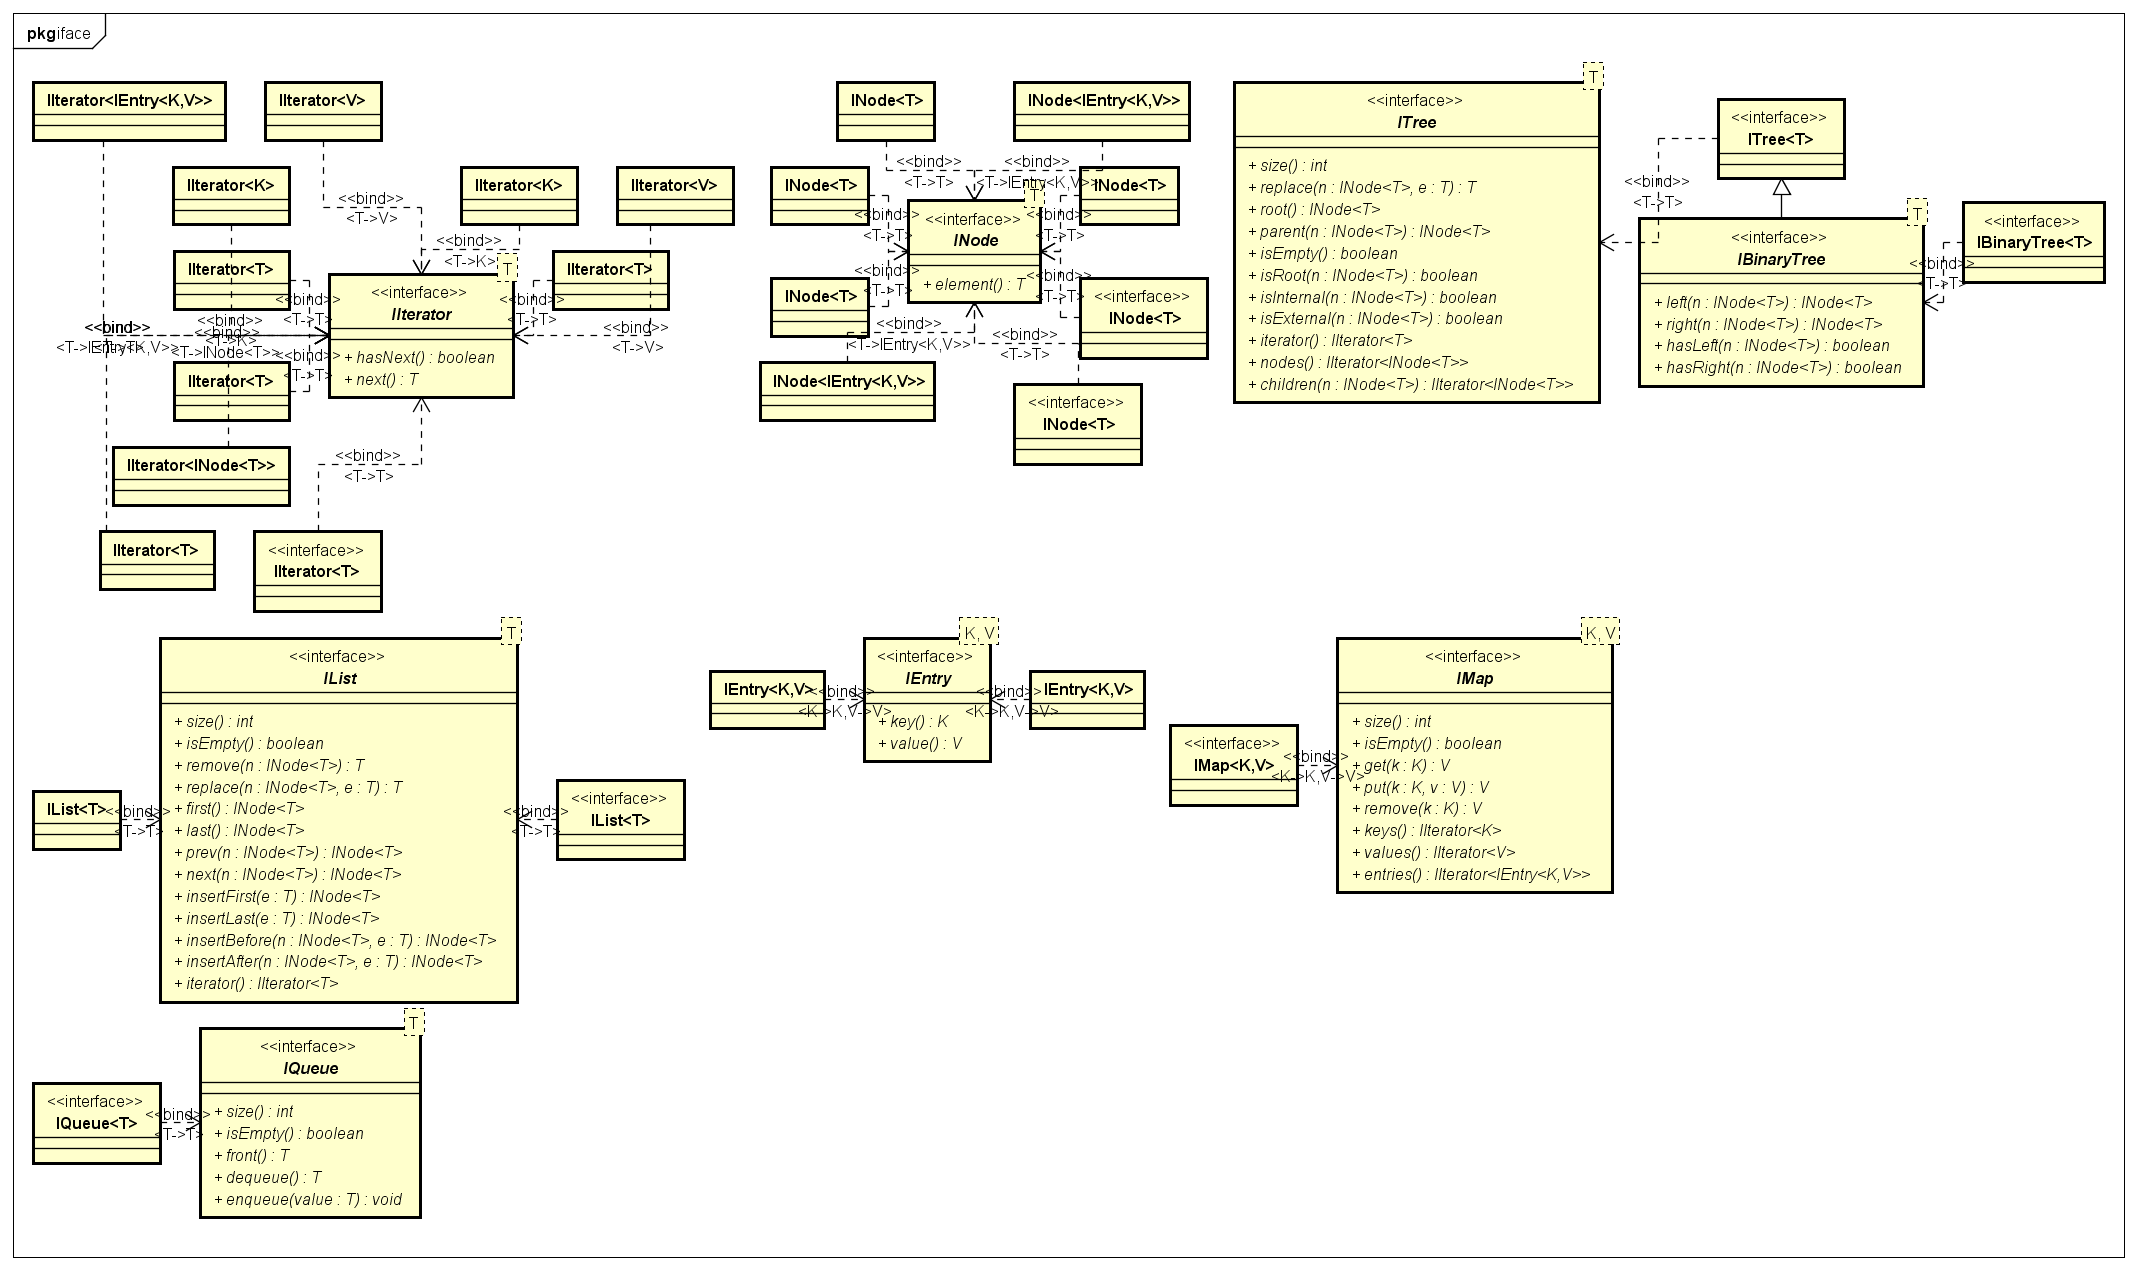 pkg iface
IIterator<IEntry<K,V>>
IIterator<V>
IIterator<K>
IIterator<K>
IIterator<V>
<<bind>>
<T->V>
<<bind>>
<T->K>
IIterator<T>
IIterator<T>
T
<<interface>>
IIterator
+ hasNext() : boolean
+ next() : T
<<bind>>
<T->T>
<<bind>>
<T->T>
<<bind>>
<T->V>
<<bind>>
<T->IEntry<K,V>>
<<bind>>
<T->K>
<<bind>>
<T->INode<T>>
<<bind>>
<T->T>
IIterator<T>
IIterator<INode<T>>
<<bind>>
<T->T>
IIterator<T>
<<interface>>
IIterator<T>
INode<T>
INode<IEntry<K,V>>
<<bind>>
<T->T>
<<bind>>
<T->IEntry<K,V>>
INode<T>
INode<T>
T
<<interface>>
INode
+ element() : T
<<bind>>
<T->T>
<<bind>>
<T->T>
<<bind>>
<T->T>
<<bind>>
<T->T>
INode<T>
<<interface>>
INode<T>
<<bind>>
<T->IEntry<K,V>>
<<bind>>
<T->T>
INode<IEntry<K,V>>
<<interface>>
INode<T>
T
<<interface>>
ITree
+ size() : int
+ replace(n : INode<T>, e : T) : T
+ root() : INode<T>
+ parent(n : INode<T>) : INode<T>
+ isEmpty() : boolean
+ isRoot(n : INode<T>) : boolean
+ isInternal(n : INode<T>) : boolean
+ isExternal(n : INode<T>) : boolean
+ iterator() : IIterator<T>
+ nodes() : IIterator<INode<T>>
+ children(n : INode<T>) : IIterator<INode<T>>
<<interface>>
ITree<T>
<<bind>>
<T->T>
T
<<interface>>
IBinaryTree
+ left(n : INode<T>) : INode<T>
+ right(n : INode<T>) : INode<T>
+ hasLeft(n : INode<T>) : boolean
+ hasRight(n : INode<T>) : boolean
<<interface>>
IBinaryTree<T>
<<bind>>
<T->T>
T
<<interface>>
IList
+ size() : int
+ isEmpty() : boolean
+ remove(n : INode<T>) : T
+ replace(n : INode<T>, e : T) : T
+ first() : INode<T>
+ last() : INode<T>
+ prev(n : INode<T>) : INode<T>
+ next(n : INode<T>) : INode<T>
+ insertFirst(e : T) : INode<T>
+ insertLast(e : T) : INode<T>
+ insertBefore(n : INode<T>, e : T) : INode<T>
+ insertAfter(n : INode<T>, e : T) : INode<T>
+ iterator() : IIterator<T>
IList<T>
<<bind>>
<T->T>
<<bind>>
<T->T>
<<interface>>
IList<T>
IEntry<K,V>
<<bind>>
<K->K,V->V>
K, V
<<interface>>
IEntry
+ key() : K
+ value() : V
<<bind>>
<K->K,V->V>
IEntry<K,V>
<<interface>>
IMap<K,V>
<<bind>>
<K->K,V->V>
K, V
<<interface>>
IMap
+ size() : int
+ isEmpty() : boolean
+ get(k : K) : V
+ put(k : K, v : V) : V
+ remove(k : K) : V
+ keys() : IIterator<K>
+ values() : IIterator<V>
+ entries() : IIterator<IEntry<K,V>>
<<interface>>
IQueue<T>
<<bind>>
<T->T>
T
<<interface>>
IQueue
+ size() : int
+ isEmpty() : boolean
+ front() : T
+ dequeue() : T
+ enqueue(value : T) : void